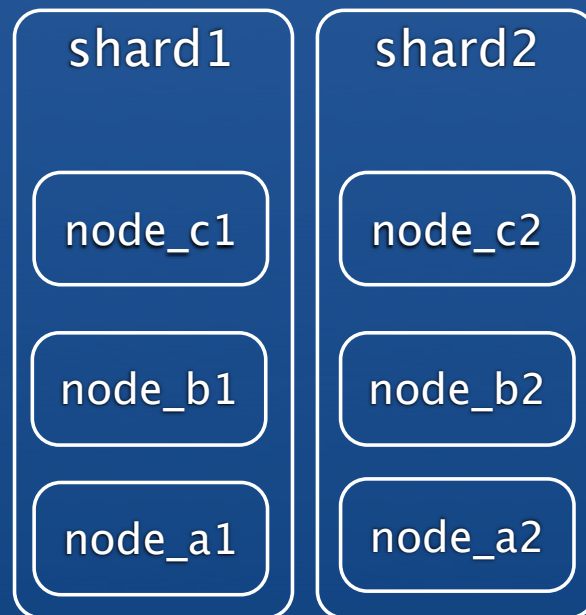 shard1
node_c1
node_b1
node_a1
shard2
node_c2
node_b2
node_a2